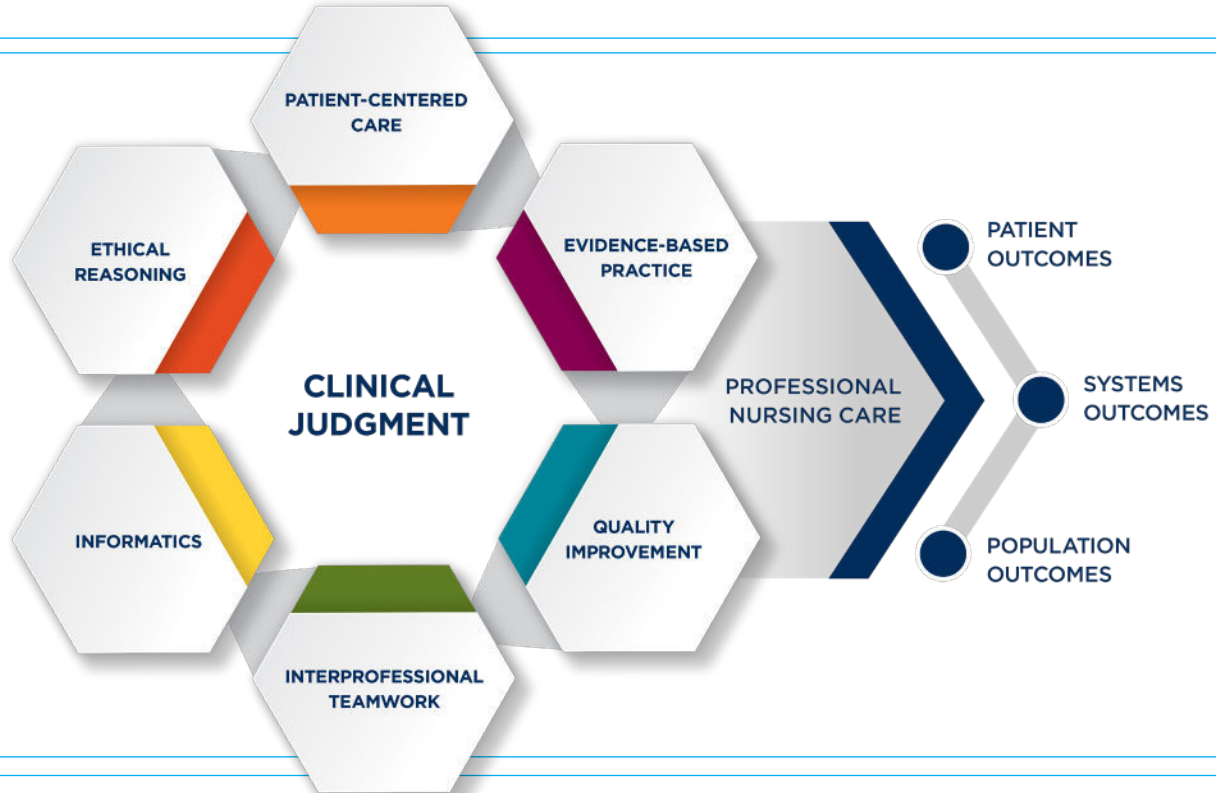 PATIENT-CENTERED
CARE
EVIDENCE-BASED
PRACTICE
ETHICAL
REASONING
CLINICAL
JUDGMENT
INFORMATICS
QUALITY
IMPROVEMENT
INTERPROFESSIONAL
TEAMWORK
PROFESSIONAL
NURSING CARE
PATIENT
OUTCOMES
SYSTEMS
OUTCOMES
POPULATION
OUTCOMES